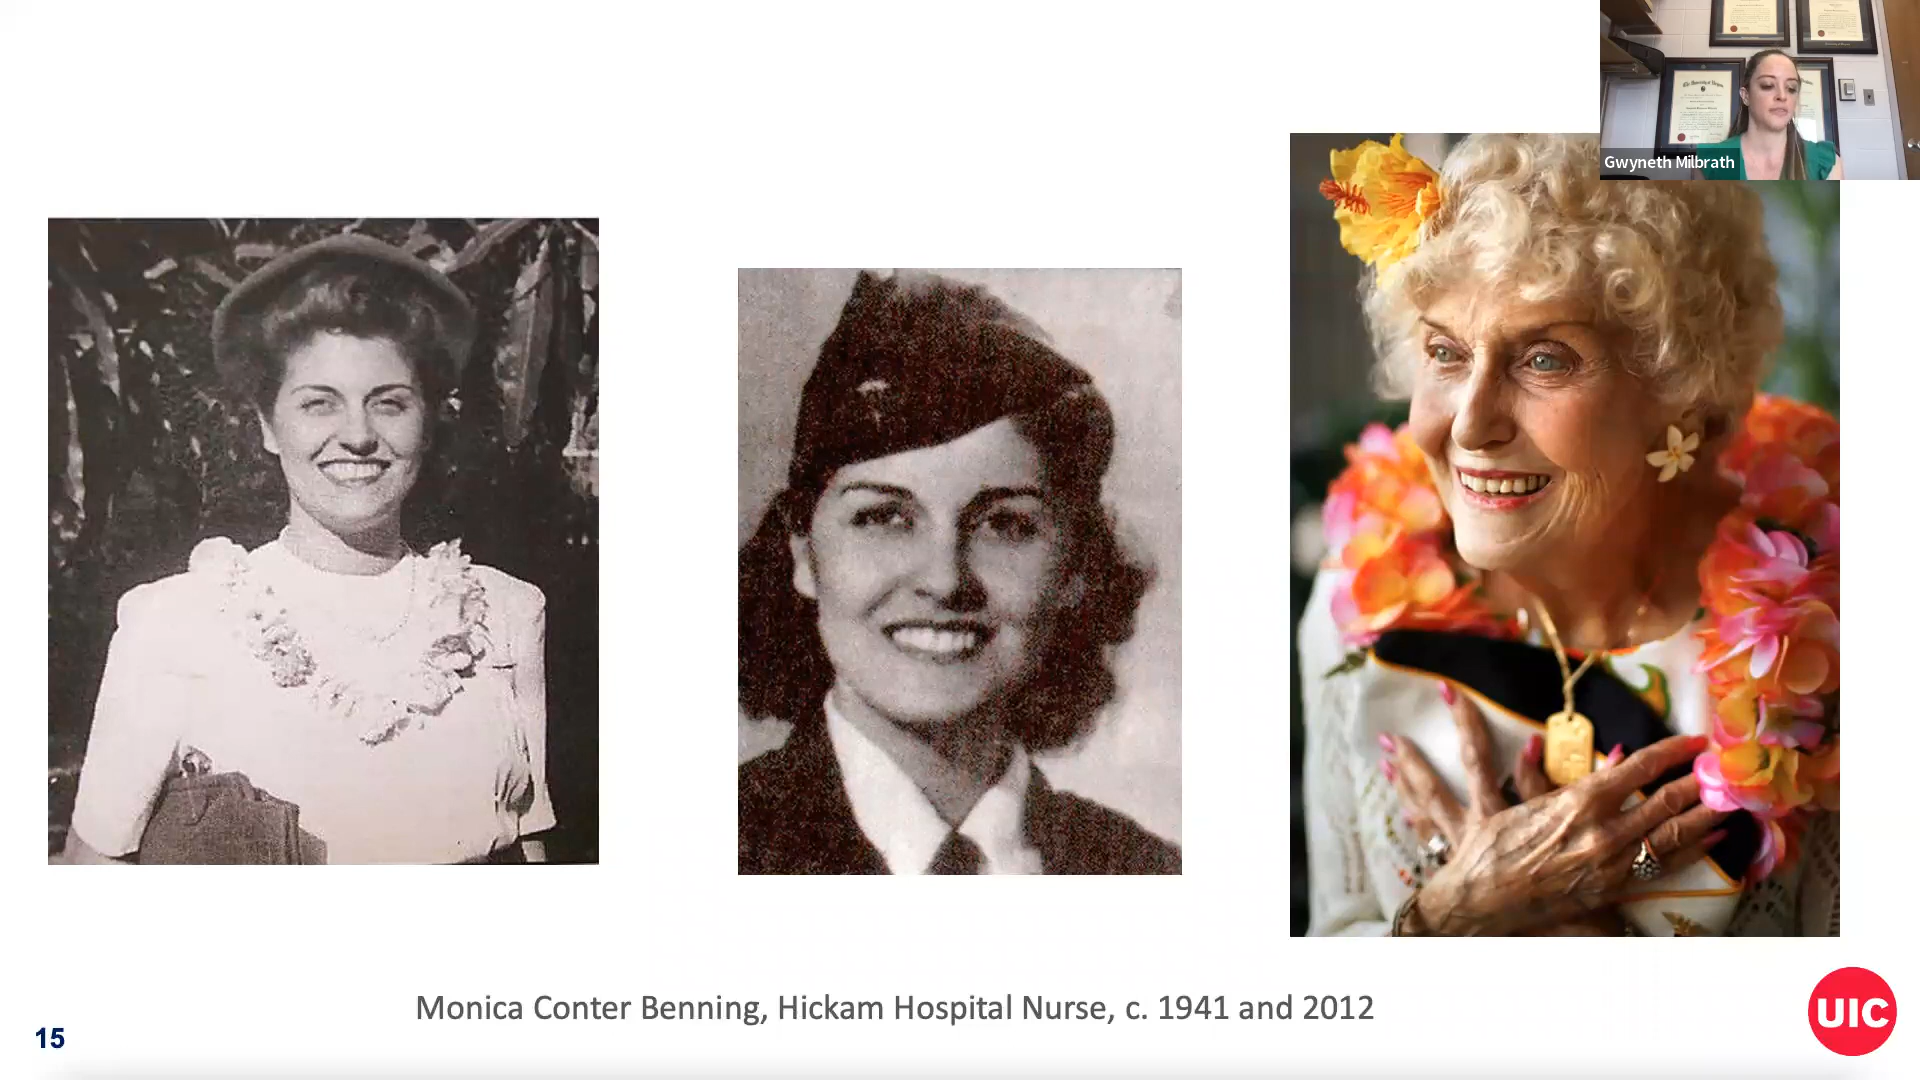 Gwyneth Milbrath
Monica Conter Benning, Hickam Hospital Nurse, c. 1941 and 2012
15
UIC